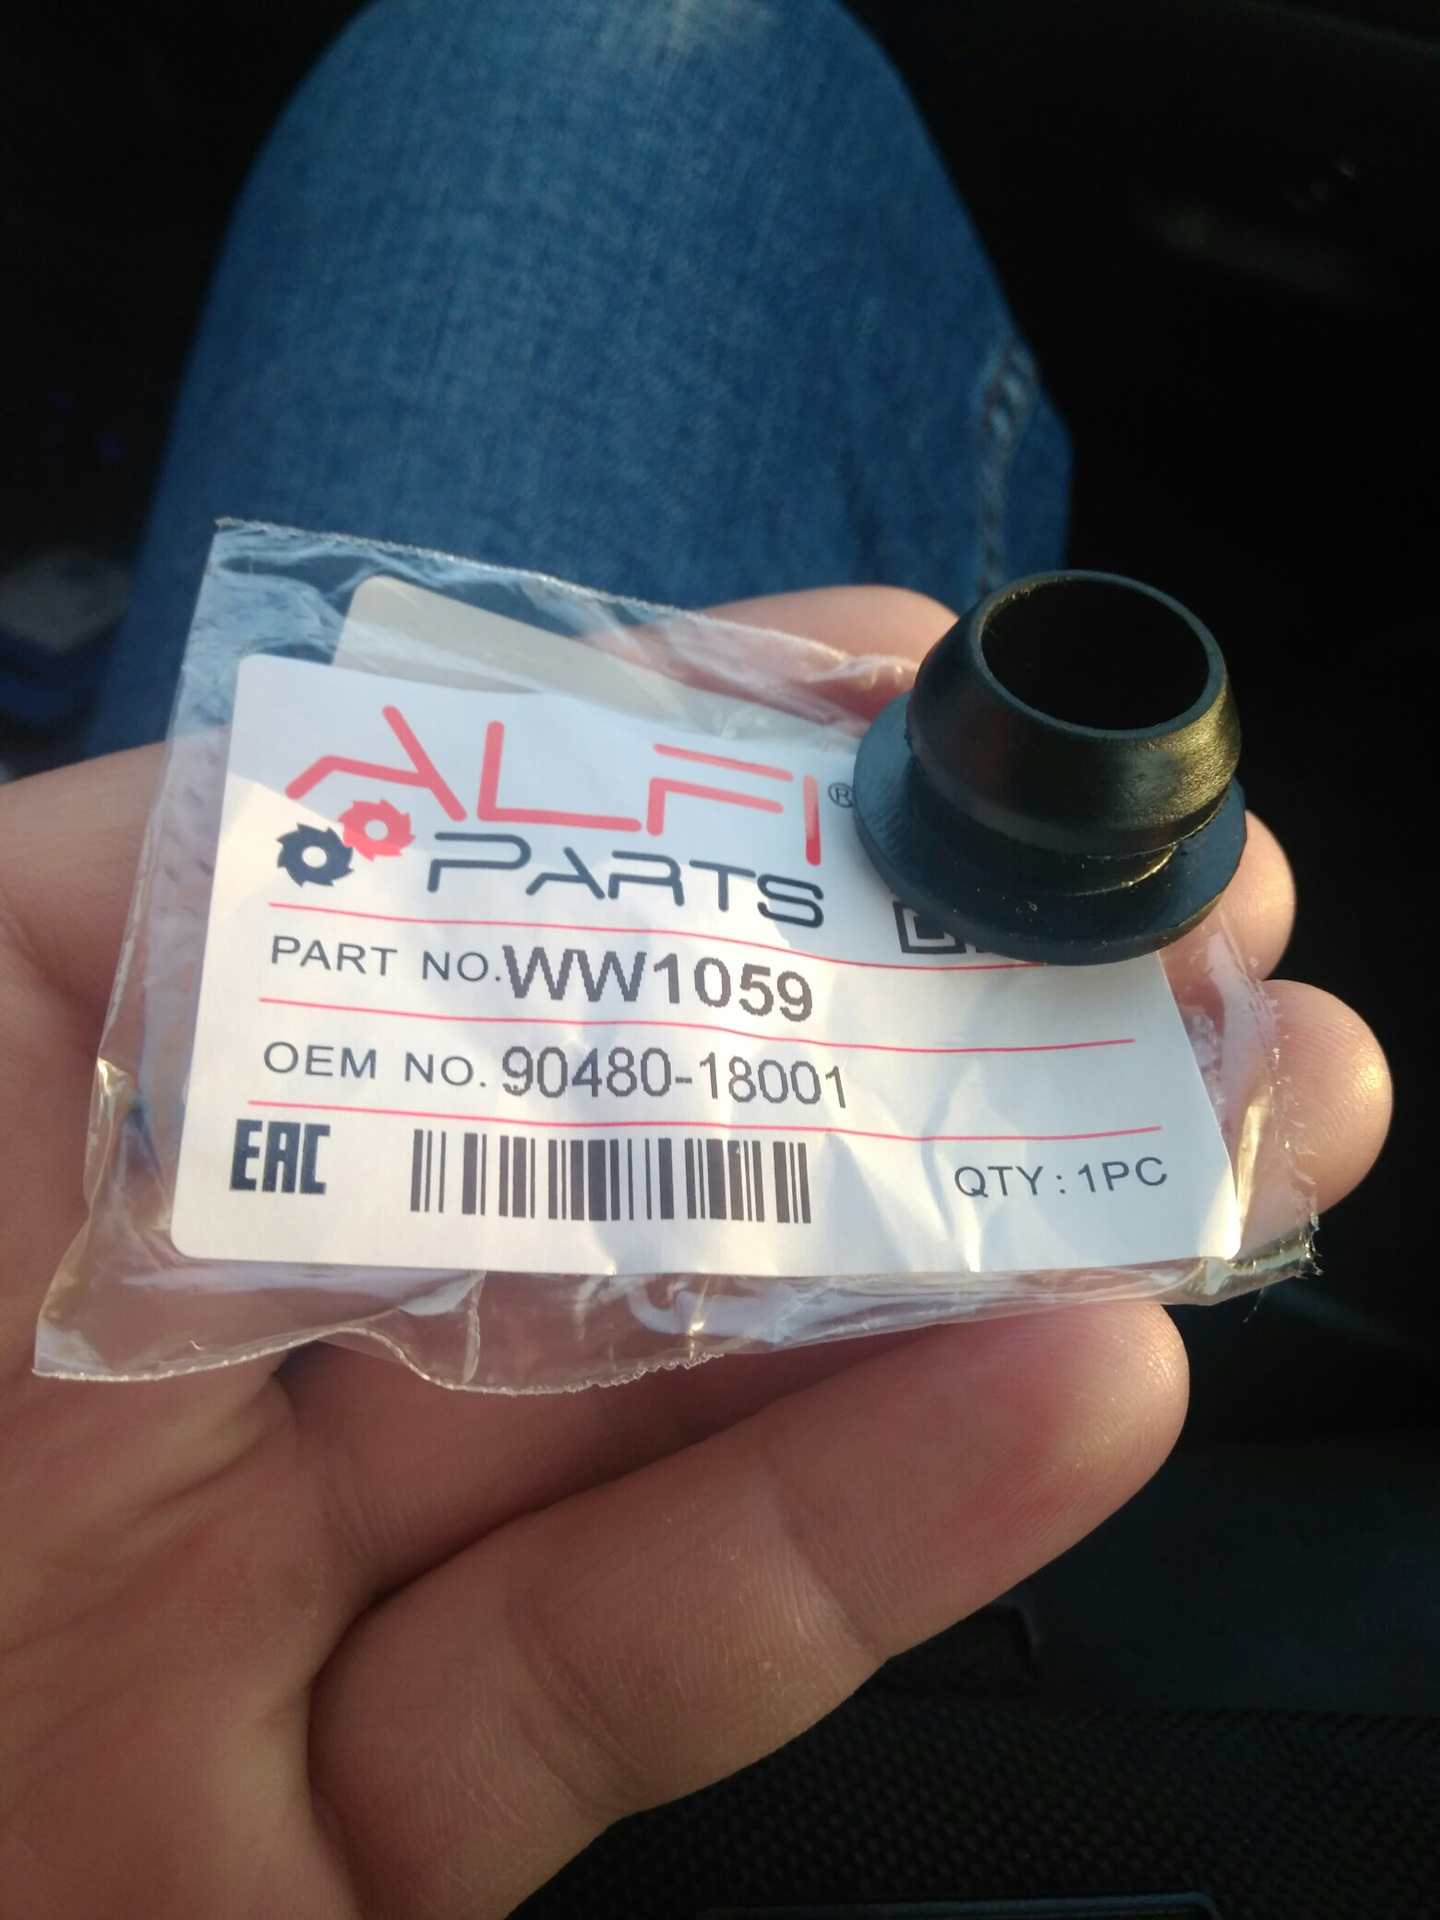 ALFI®
PARTS
PART NO. WW1059
OEM NO. 90480-18001
EAC
QTY: 1PC